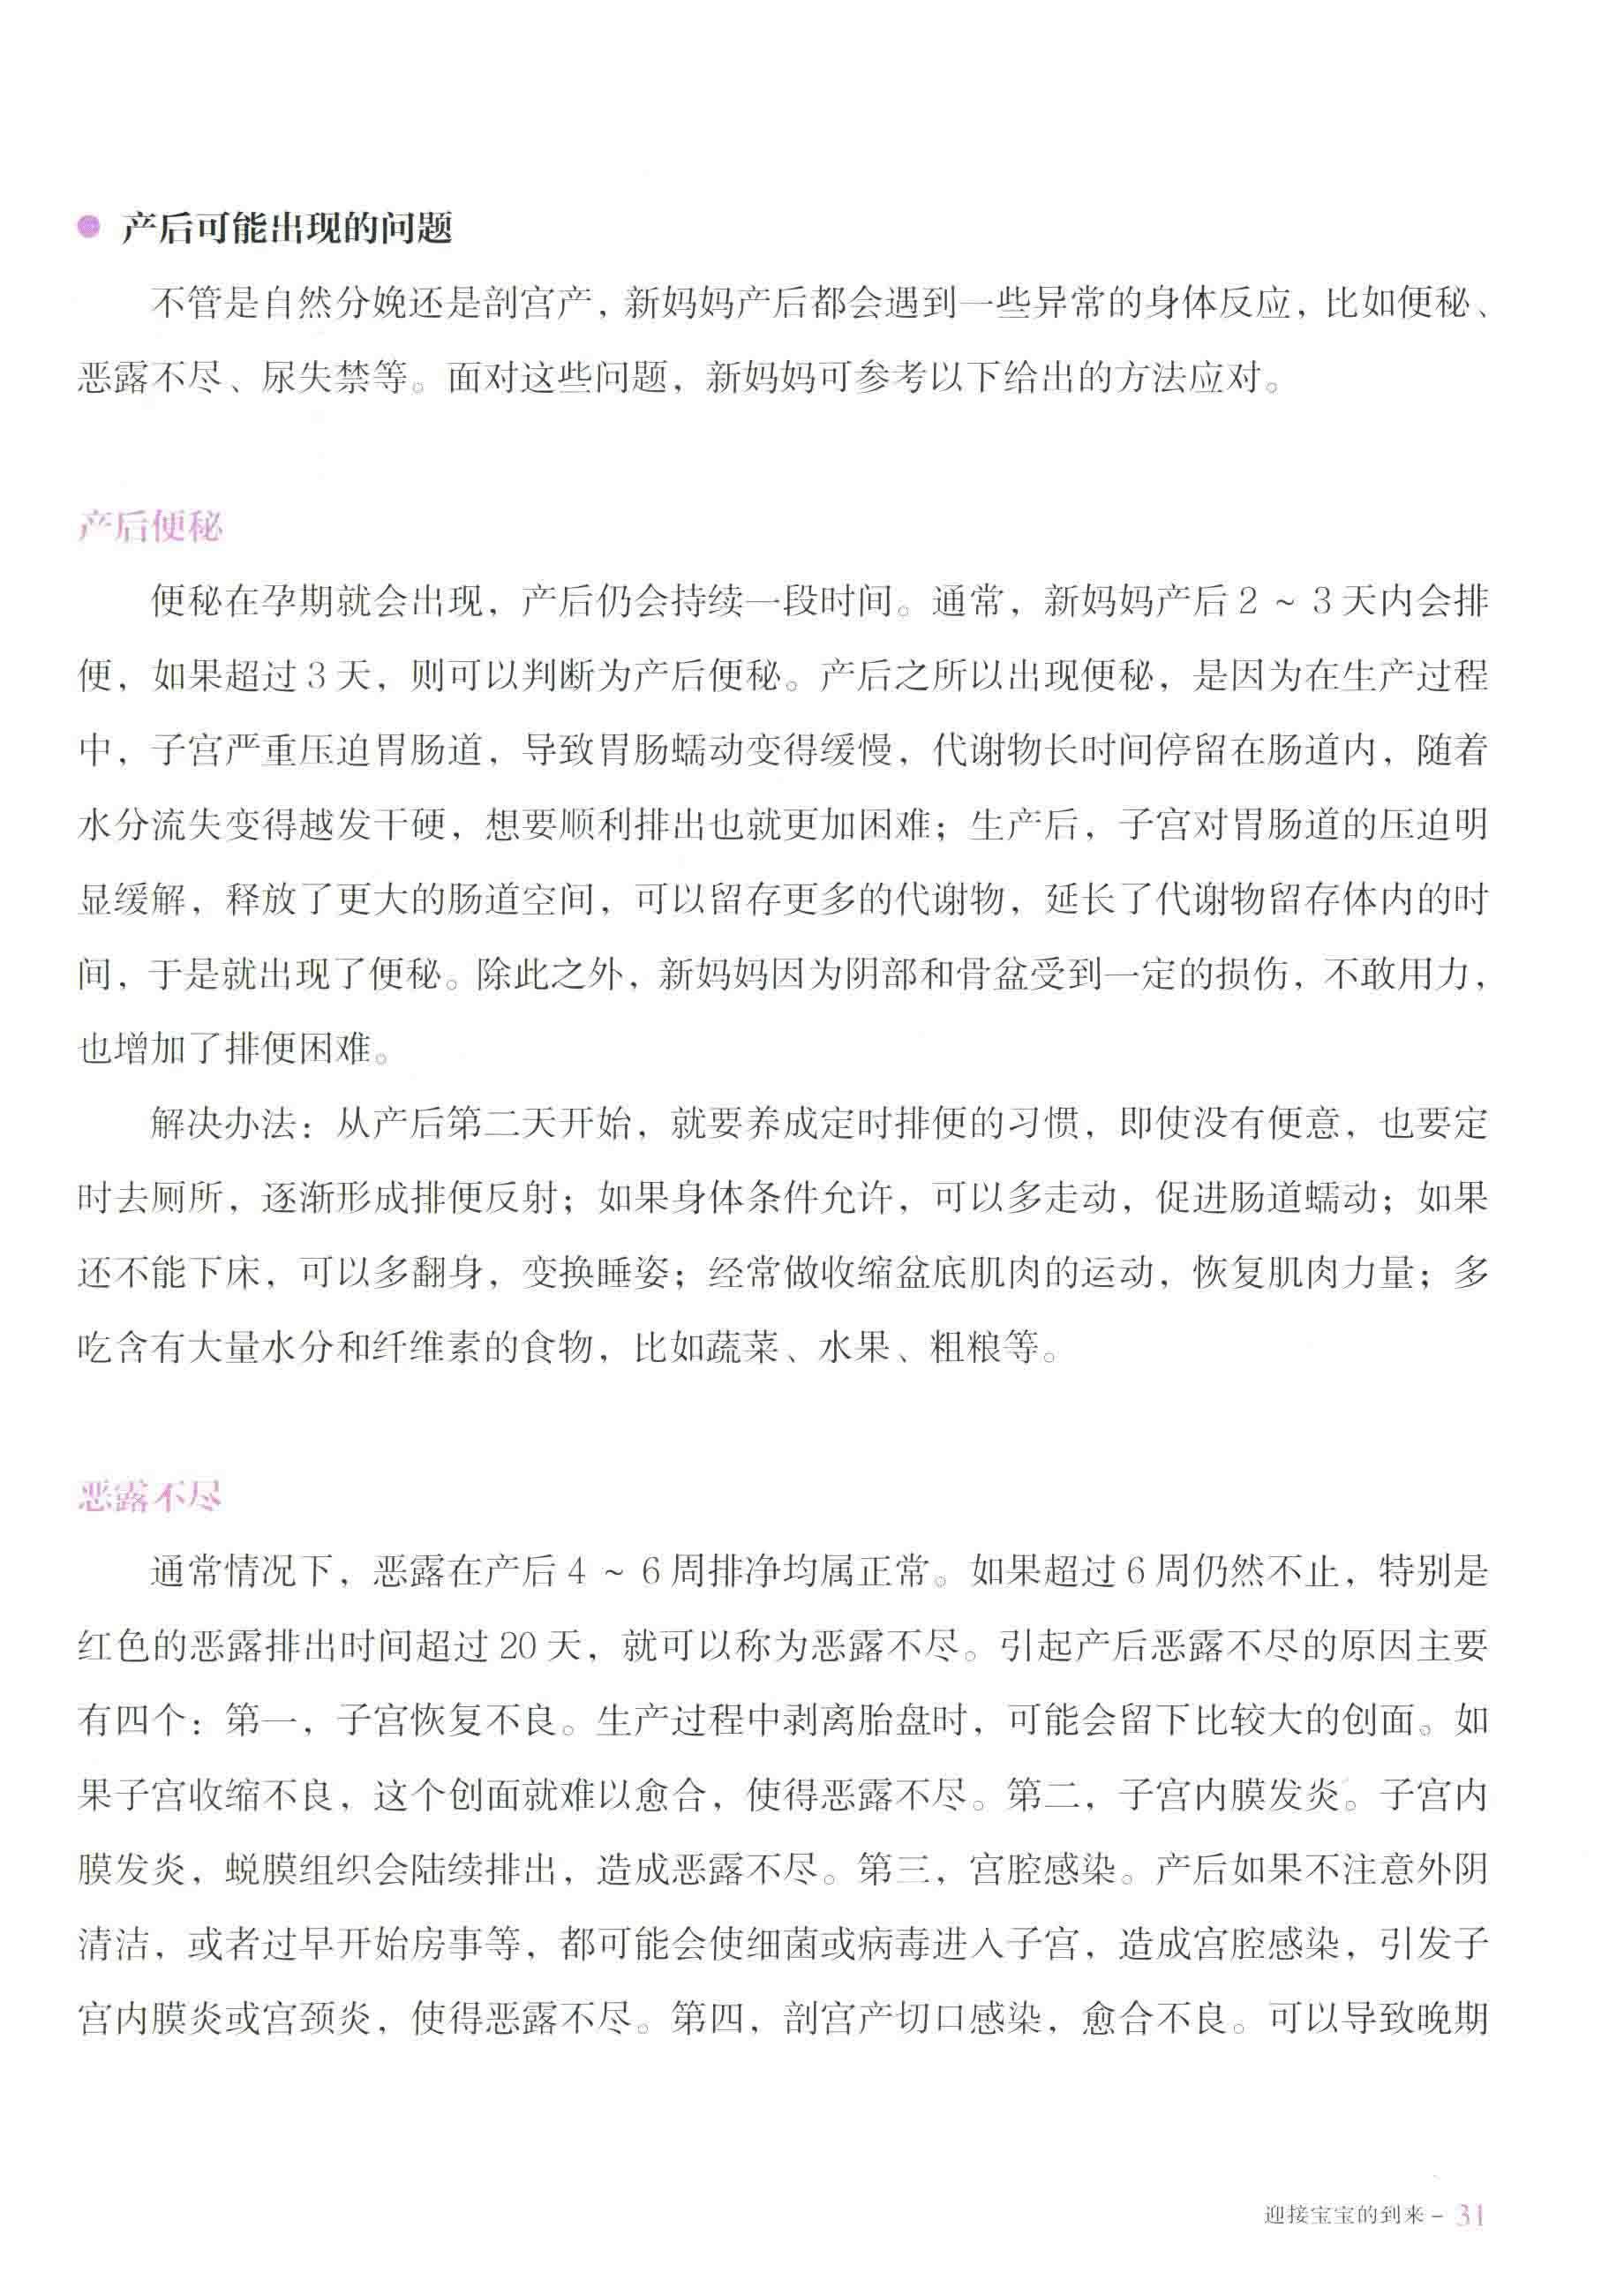 ● 产后可能出现的问题
不管是自然分娩还是剖宫产，新妈妈产后都会遇到一些异常的身体反应，比如便秘、
恶露不尽、尿失禁等。面对这些问题，新妈妈可参考以下给出的方法应对。
产后便秘
便秘在孕期就会出现，产后仍会持续一段时间。通常，新妈妈产后 2 ~ 3 天内会排
便，如果超过 3 天，则可以判断为产后便秘。产后之所以出现便秘，是因为在生产过程
中，子宫严重压迫胃肠道，导致胃肠蠕动变得缓慢，代谢物长时间停留在肠道内，随着
水分流失变得越发干硬，想要顺利排出也就更加困难；生产后，子宫对胃肠道的压迫明
显缓解，释放了更大的肠道空间，可以留存更多的代谢物，延长了代谢物留存体内的时
间，于是就出现了便秘。除此之外，新妈妈因为阴部和骨盆受到一定的损伤，不敢用力，
也增加了排便困难。
解决办法：从产后第二天开始，就要养成定时排便的习惯，即使没有便意，也要定
时去厕所，逐渐形成排便反射；如果身体条件允许，可以多走动，促进肠道蠕动；如果
还不能下床，可以多翻身，变换睡姿；经常做收缩盆底肌肉的运动，恢复肌肉力量；多
吃含有大量水分和纤维素的食物，比如蔬菜、水果、粗粮等。
恶露不尽
通常情况下，恶露在产后 4 ~ 6 周排净均属正常。如果超过 6 周仍然不止，特别是
红色的恶露排出时间超过 20 天，就可以称为恶露不尽。引起产后恶露不尽的原因主要
有四个：第一，子宫恢复不良。生产过程中剥离胎盘时，可能会留下比较大的创面。如
果子宫收缩不良，这个创面就难以愈合，使得恶露不尽。第二，子宫内膜发炎。子宫内
膜发炎，蜕膜组织会陆续排出，造成恶露不尽。第三，宫腔感染。产后如果不注意外阴
清洁，或者过早开始房事等，都可能会使细菌或病毒进入子宫，造成宫腔感染，引发子
宫内膜炎或宫颈炎，使得恶露不尽。第四，剖宫产切口感染，愈合不良。可以导致晚期
迎接宝宝的到来 - 31